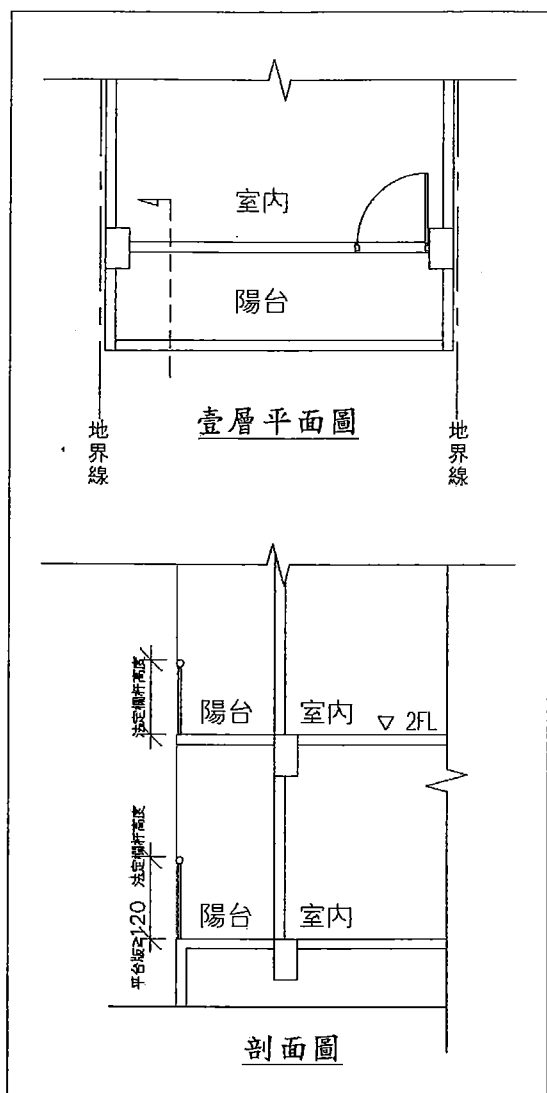 室内
陽台
壹層平面圖
地界線
地界線
法定欄杆高度
陽台
室内
2FL
法定欄杆高度
陽台
室内
平台版≥120
剖面圖